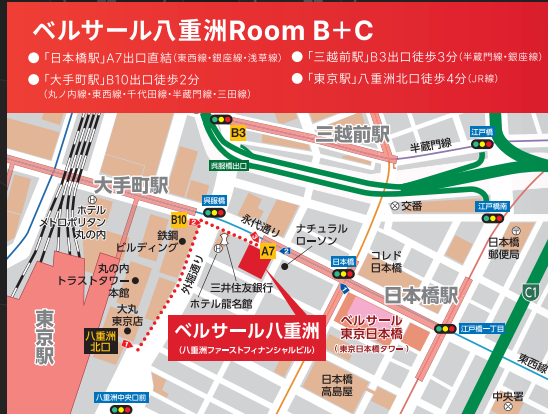 ベルサール八重洲Room B+C
●「日本橋駅」A7出口直結(東西線・銀座線・浅草線)
●「三越前駅」B3出口徒歩3分(半蔵門線・銀座線)
●「大手町駅」B10出口徒歩2分
(丸ノ内線・東西線・千代田線・半蔵門線・三田線)
●「東京駅」八重洲北口徒歩4分(JR線)
B3
三越前駅
半蔵門線
江戸橋
呉服橋出口
大手町駅
ホテル
メトロポリタン
丸の内
呉服橋
B10
永代通り
交番
江戸橋南
鉄鋼
ビルディング
A7
ナチュラル
ローソン
日本橋
郵便局
外堀通り
コレド
日本橋
日本橋
丸の内
トラストタワー
本館
三井住友銀行
ホテル龍名館
日本橋駅
C1
大丸
東京店
東京駅
八重洲
北口
ベルサール八重洲
(八重洲ファーストフィナンシャルビル)
ベルサール
東京日本橋
(東京日本橋タワー)
江戸橋一丁目
東西線
日本橋
高島屋
八重洲中央口前
中央署